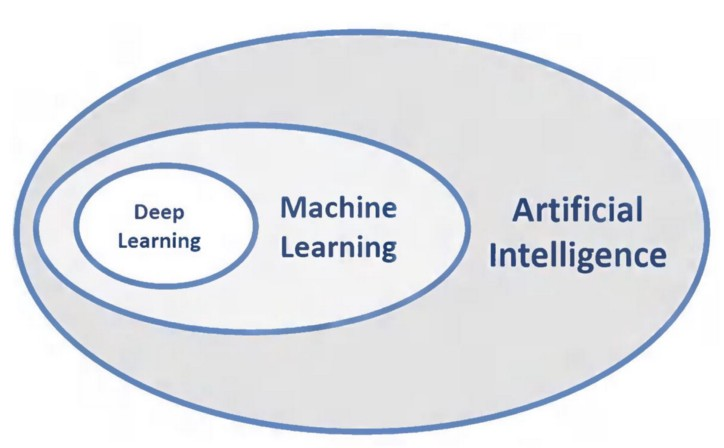 Deep
Learning
Machine
Learning
Artificial
Intelligence